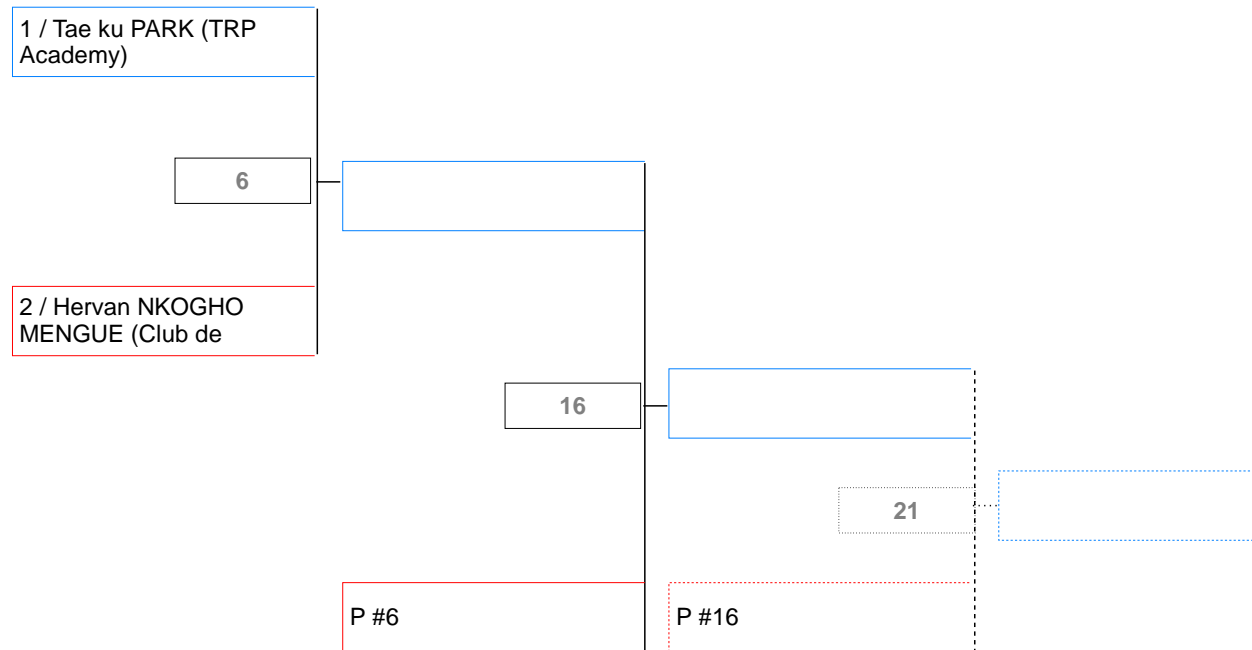 1 / Tae ku PARK (TRP
Academy)
6
2 / Hervan NKOGHO
MENGUE (Club de
16
21
P #6
P #16